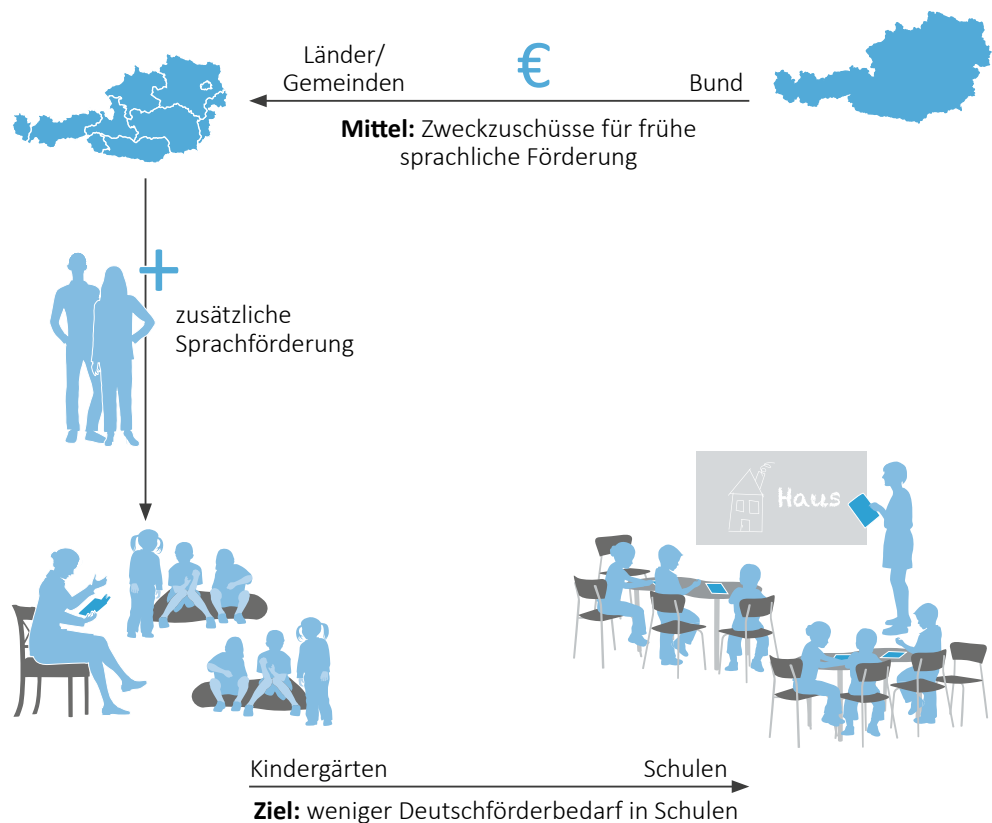 Länder/
Gemeinden
€
Bund
Mittel: Zweckzuschüsse für frühe
sprachliche Förderung
+
zusätzliche
Sprachförderung
Haus
Kindergärten
Schulen
Ziel: weniger Deutschförderbedarf in Schulen